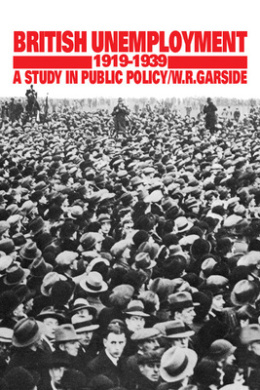 BRITISH UNEMPLOYMENT
1919-1939
A STUDY IN PUBLIC POLICY/W.R.GARSIDE